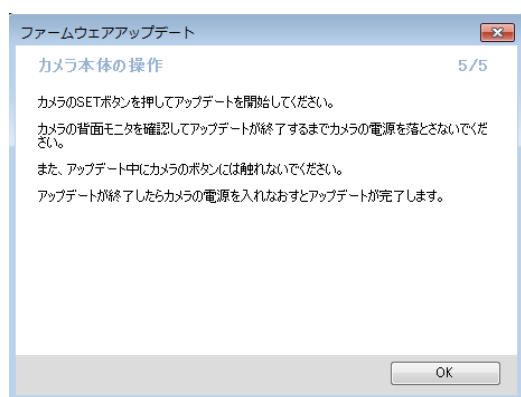 ファームウェアアップデート
カメラ本体の操作 5/5
カメラのSETボタンを押してアップデートを開始してください。
カメラの背面モニタを確認してアップデートが終了するまでカメラの電源を落とさないでくだ
さい。
また、アップデート中にカメラのボタンには触れないでください。
アップデートが終了したらカメラの電源を入れなおすとアップデートが完了します。
OK